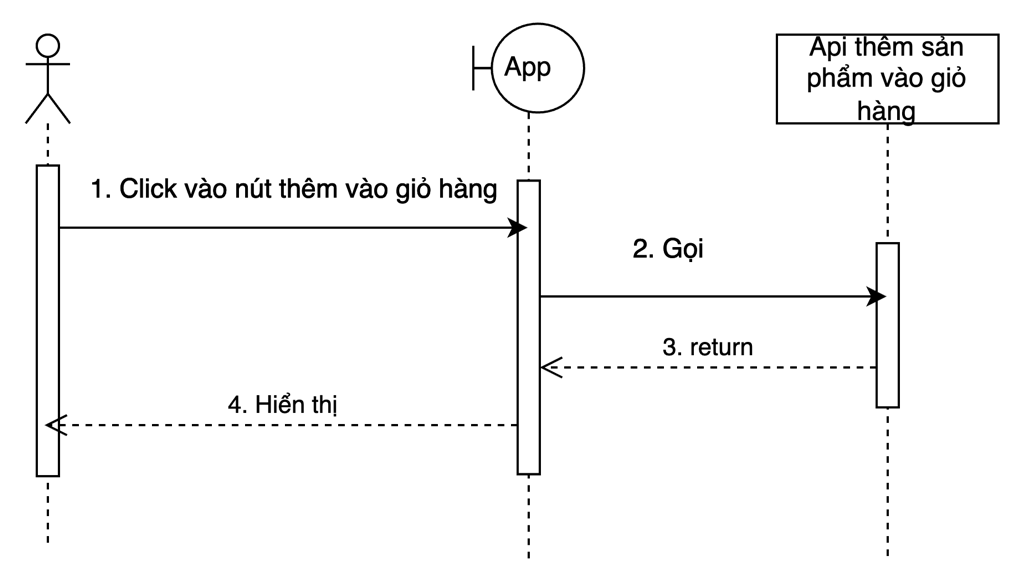 App
Api thêm sản
phẩm vào giỏ
hàng
1. Click vào nút thêm vào giỏ hàng
2. Gọi
3. return
4. Hiển thị